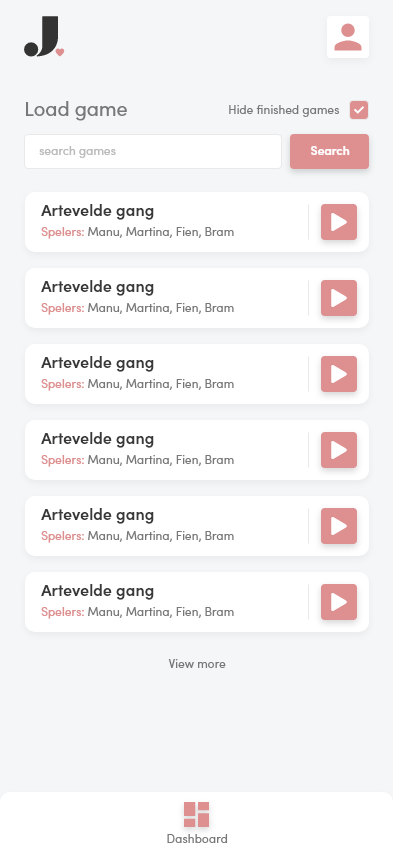 J
Load game
Hide finished games
search games
Search
Artevelde gang
Spelers: Manu, Martina, Fien, Bram
Artevelde gang
Spelers: Manu, Martina, Fien, Bram
Artevelde gang
Spelers: Manu, Martina, Fien, Bram
Artevelde gang
Spelers: Manu, Martina, Fien, Bram
Artevelde gang
Spelers: Manu, Martina, Fien, Bram
Artevelde gang
Spelers: Manu, Martina, Fien, Bram
View more
Dashboard